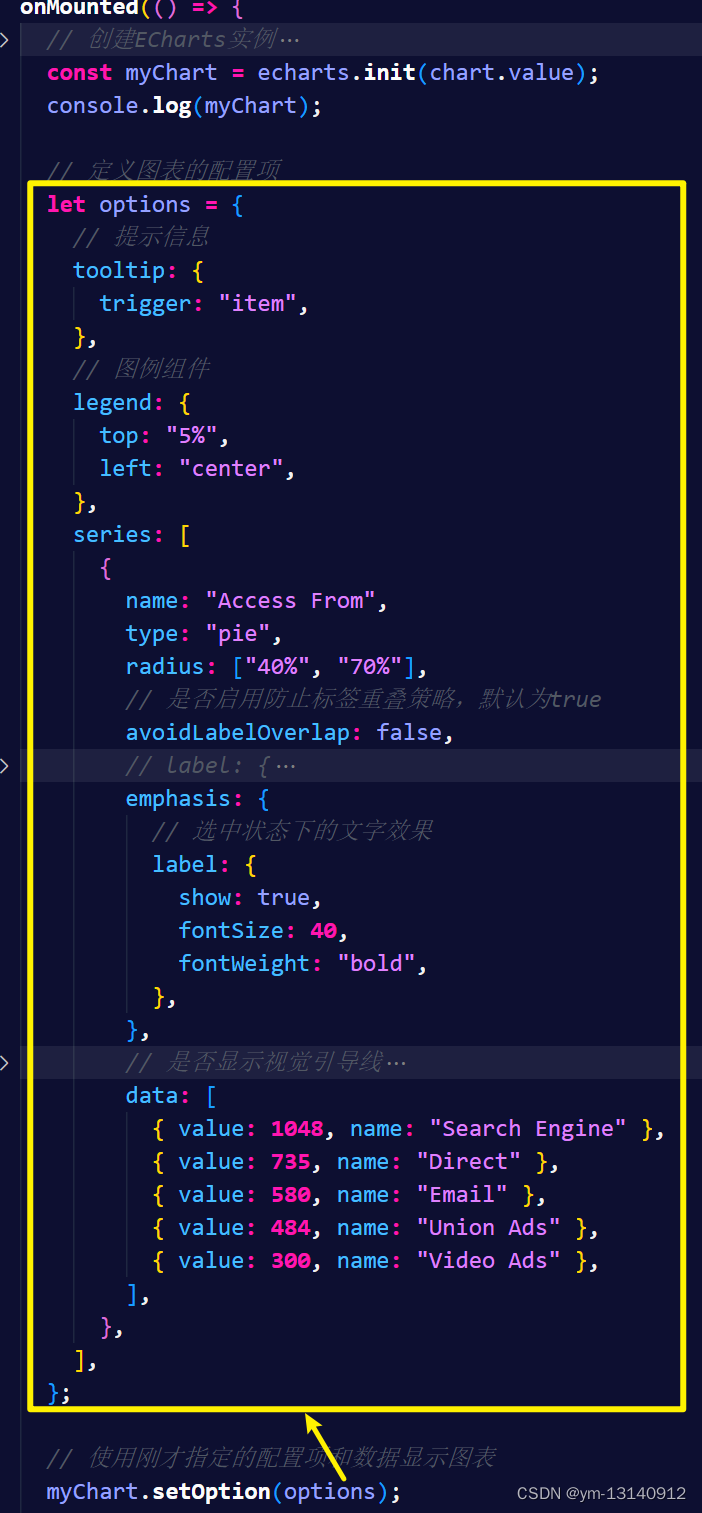 onMounted(() => {
// 创建ECharts实例…
const myChart = echarts.init(chart.value);
console.log(myChart);
// 定义图表的配置项
let options = {
// 提示信息
tooltip: {
trigger: "item",
},
// 图例组件
legend: {
top: "5%",
left: "center",
},
series: [
{
name: "Access From",
type: "pie",
radius: ["40%", "70%"],
// 是否启用防止标签重叠策略，默认为true
avoidLabelOverlap: false,
// label: {…
emphasis: {
// 选中状态下的文字效果
label: {
show: true,
fontSize: 40,
fontWeight: "bold",
},
},
// 是否显示视觉引导线…
data: [
{ value: 1048, name: "Search Engine" },
{ value: 735, name: "Direct" },
{ value: 580, name: "Email" },
{ value: 484, name: "Union Ads" },
{ value: 300, name: "Video Ads" },
],
},
],
};
// 使用刚才指定的配置项和数据显示图表
myChart.setOption(options);
CSDN @ym-13140912